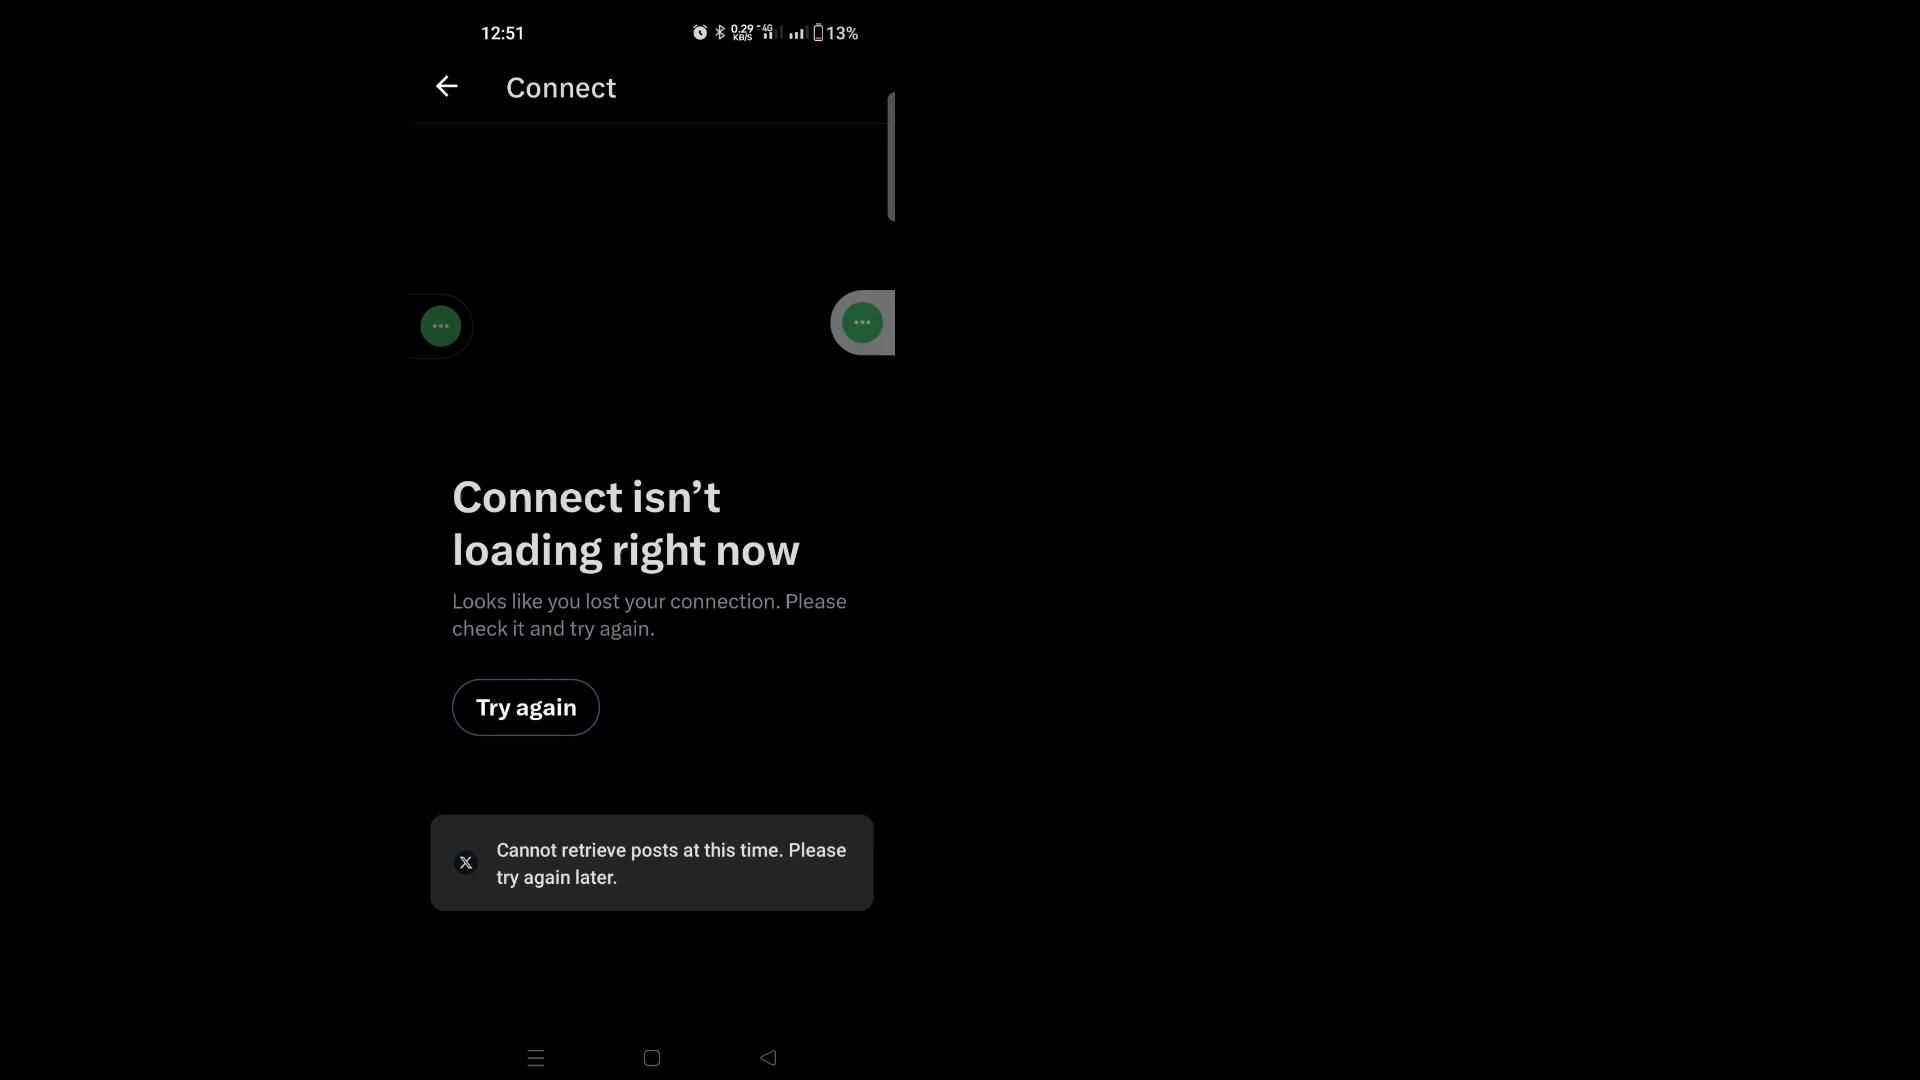 12:51
0.29 KB/S 4G 13%
Connect
Connect isn’t
loading right now
Looks like you lost your connection. Please
check it and try again.
Try again
Cannot retrieve posts at this time. Please
try again later.